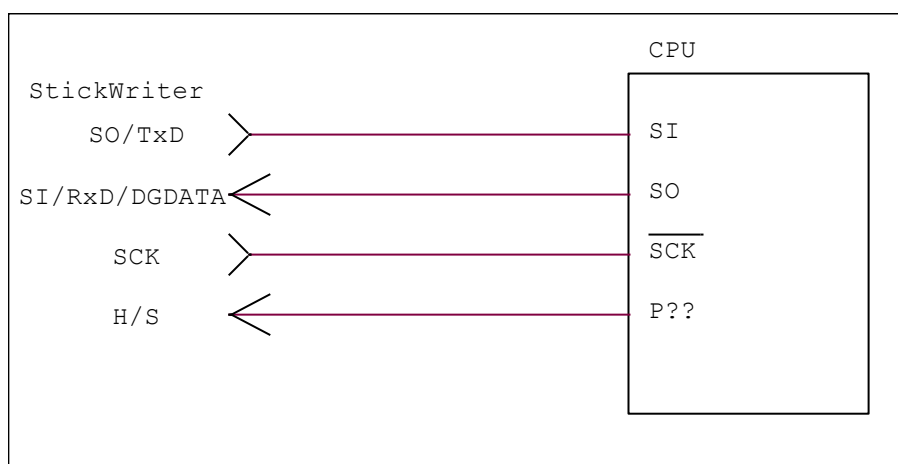 CPU
StickWriter
SO/TxD
SI
SI/RxD/DGDATA
SO
SCK
SCK
H/S
P??